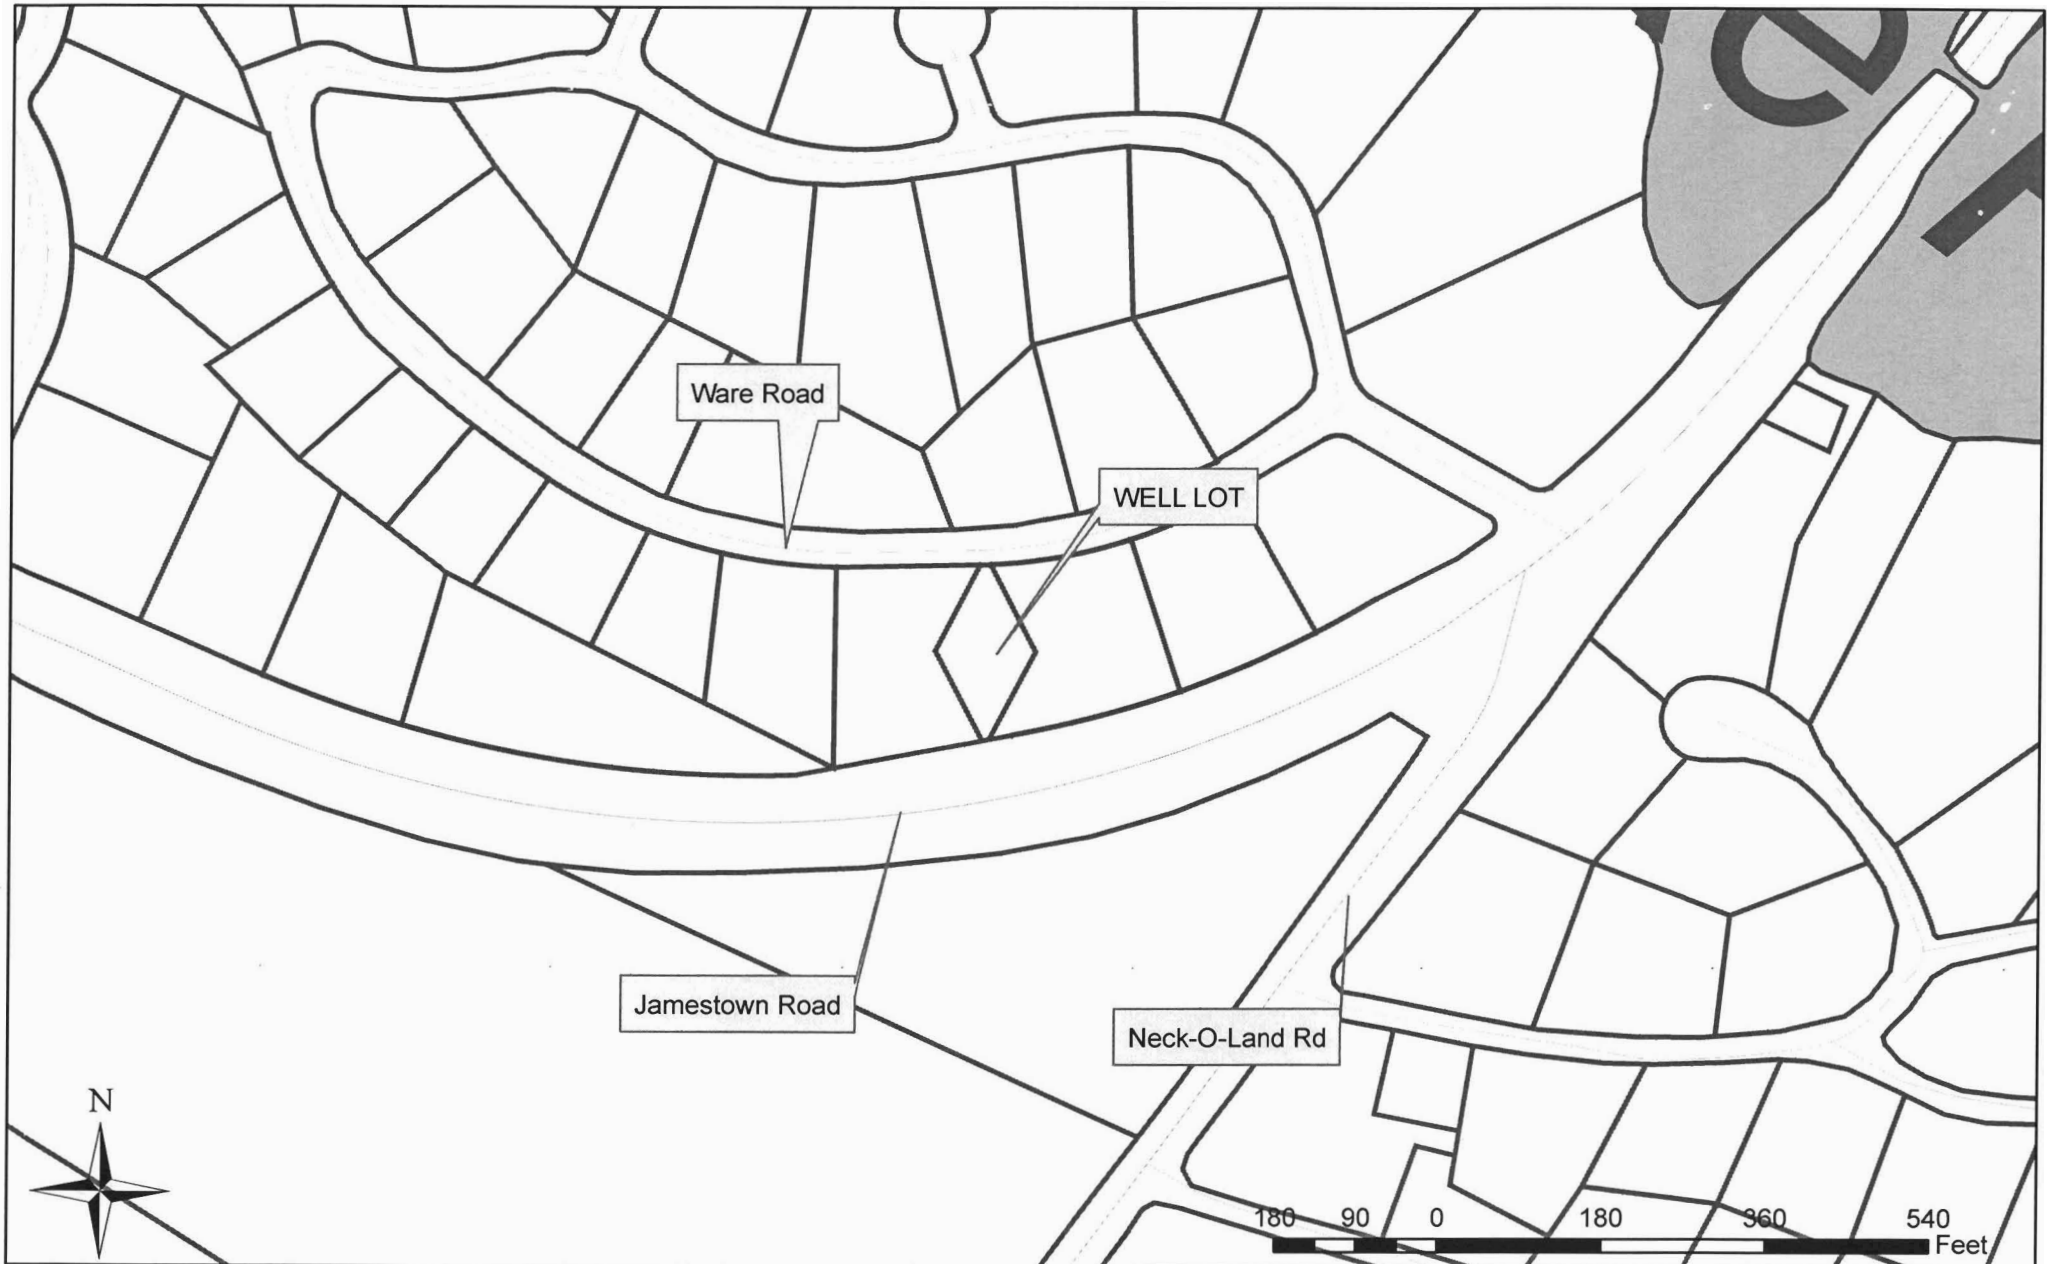 Ware Road
WELL LOT
Jamestown Road
Neck-O-Land Rd
N
180 90 0 180 360 540
Feet